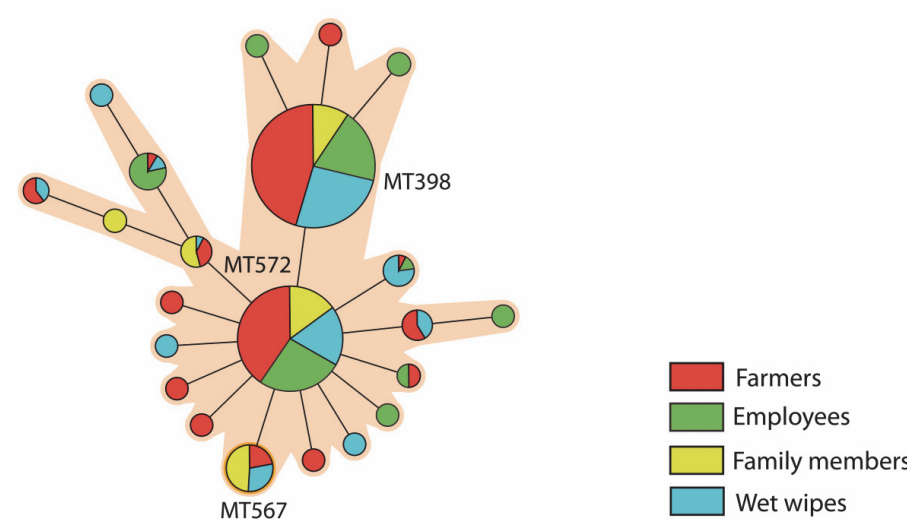 MT398
MT572
MT567
Farmers
Employees
Family members
Wet wipes